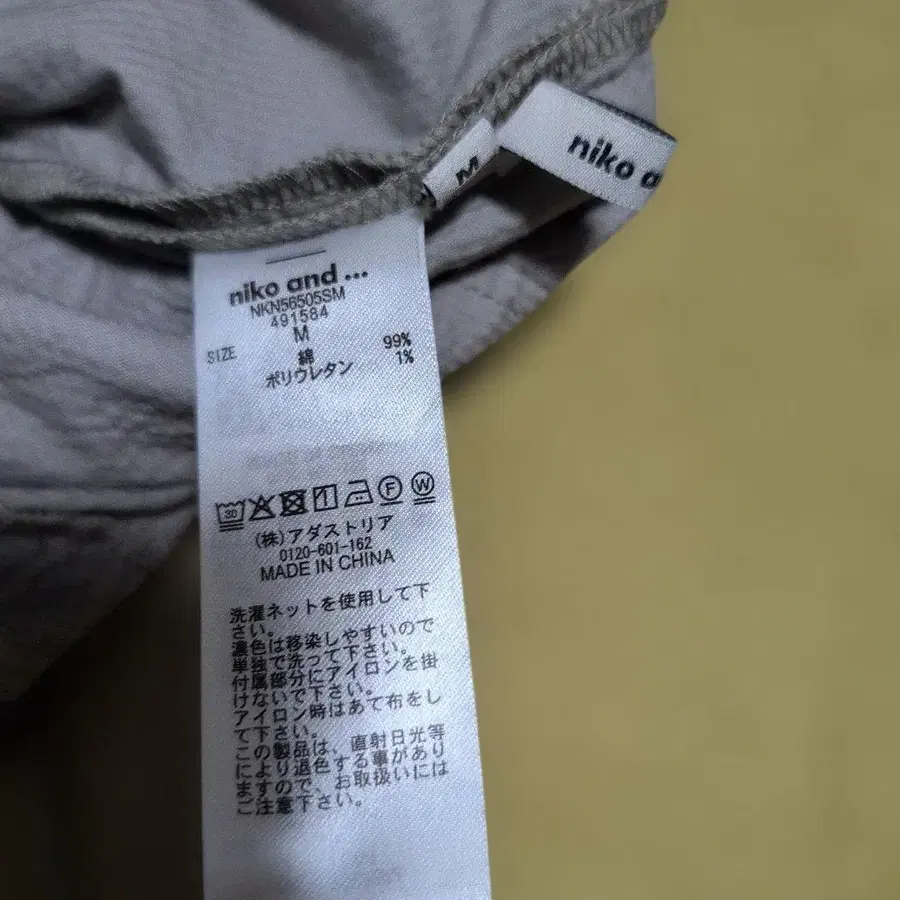 niko a
M
niko and ...
NKN56505SM
491584
SIZE M
綿 99%
ポリウレタン 1%
30
F
W
(株)アダストリア
0120-601-162
MADE IN CHINA
洗濯ネットを使用して下
さい。
濃色は移染しやすいので
単独で洗って下さい。
付属部分にアイロンを掛
けないで下さい。
アイロン時はあて布をし
て下さい。
この製品は、直射日光等
により退色する事があり
ますので、お取扱いには
ご注意下さい。